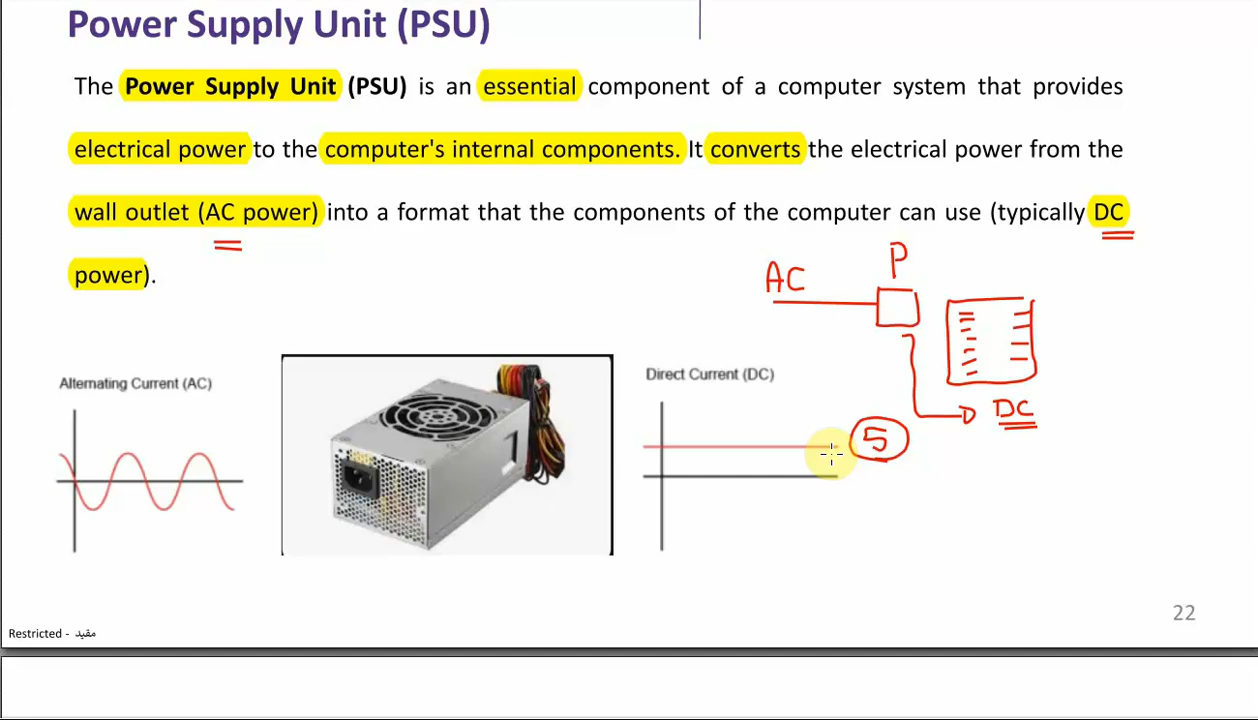 Power Supply Unit (PSU)
The Power Supply Unit (PSU) is an essential component of a computer system that provides
electrical power to the computer's internal components. It converts the electrical power from the
wall outlet (AC power) into a format that the components of the computer can use (typically DC
power).
P
AC
Alternating Current (AC)
Direct Current (DC)
DC
5
22
Restricted - مقيد